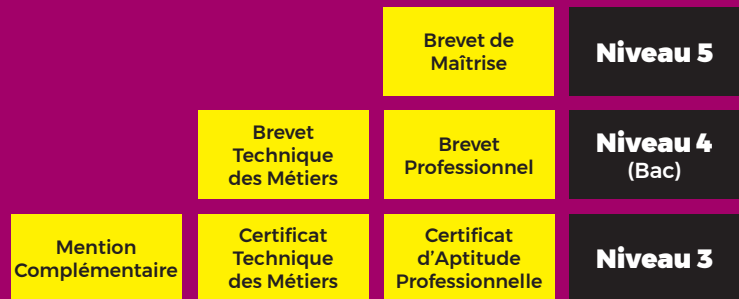 Brevet de
Maîtrise
Niveau 5
Brevet
Technique
des Métiers
Brevet
Professionnel
Niveau 4
(Bac)
Mention
Complémentaire
Certificat
Technique
des Métiers
Certificat
d’Aptitude
Professionnelle
Niveau 3